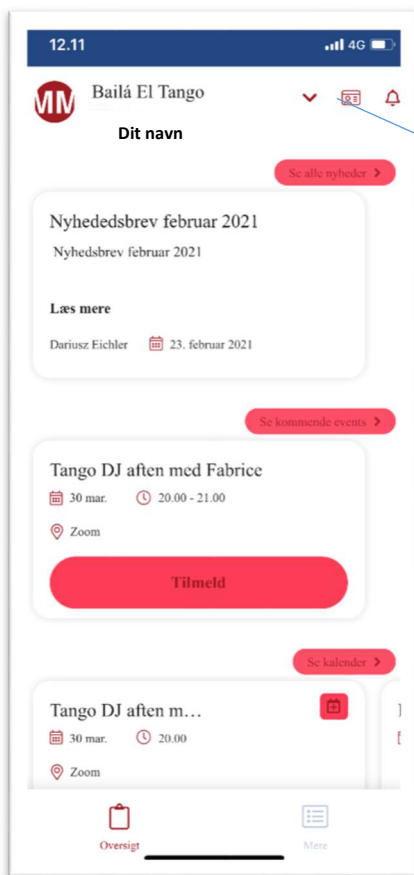 12.11
4G
MM
Bailá El Tango
Dit navn
Se alle nyheder
Nyhededsbrev februar 2021
Nyhedsbrev februar 2021
Læs mere
Dariusz Eichler 23. februar 2021
Se kommende events
Tango DJ aften med Fabrice
30 mar. 20.00 - 21.00
Zoom
Tilmeld
Se kalender
Tango DJ aften m...
30 mar. 20.00
Zoom
Oversigt
Mere